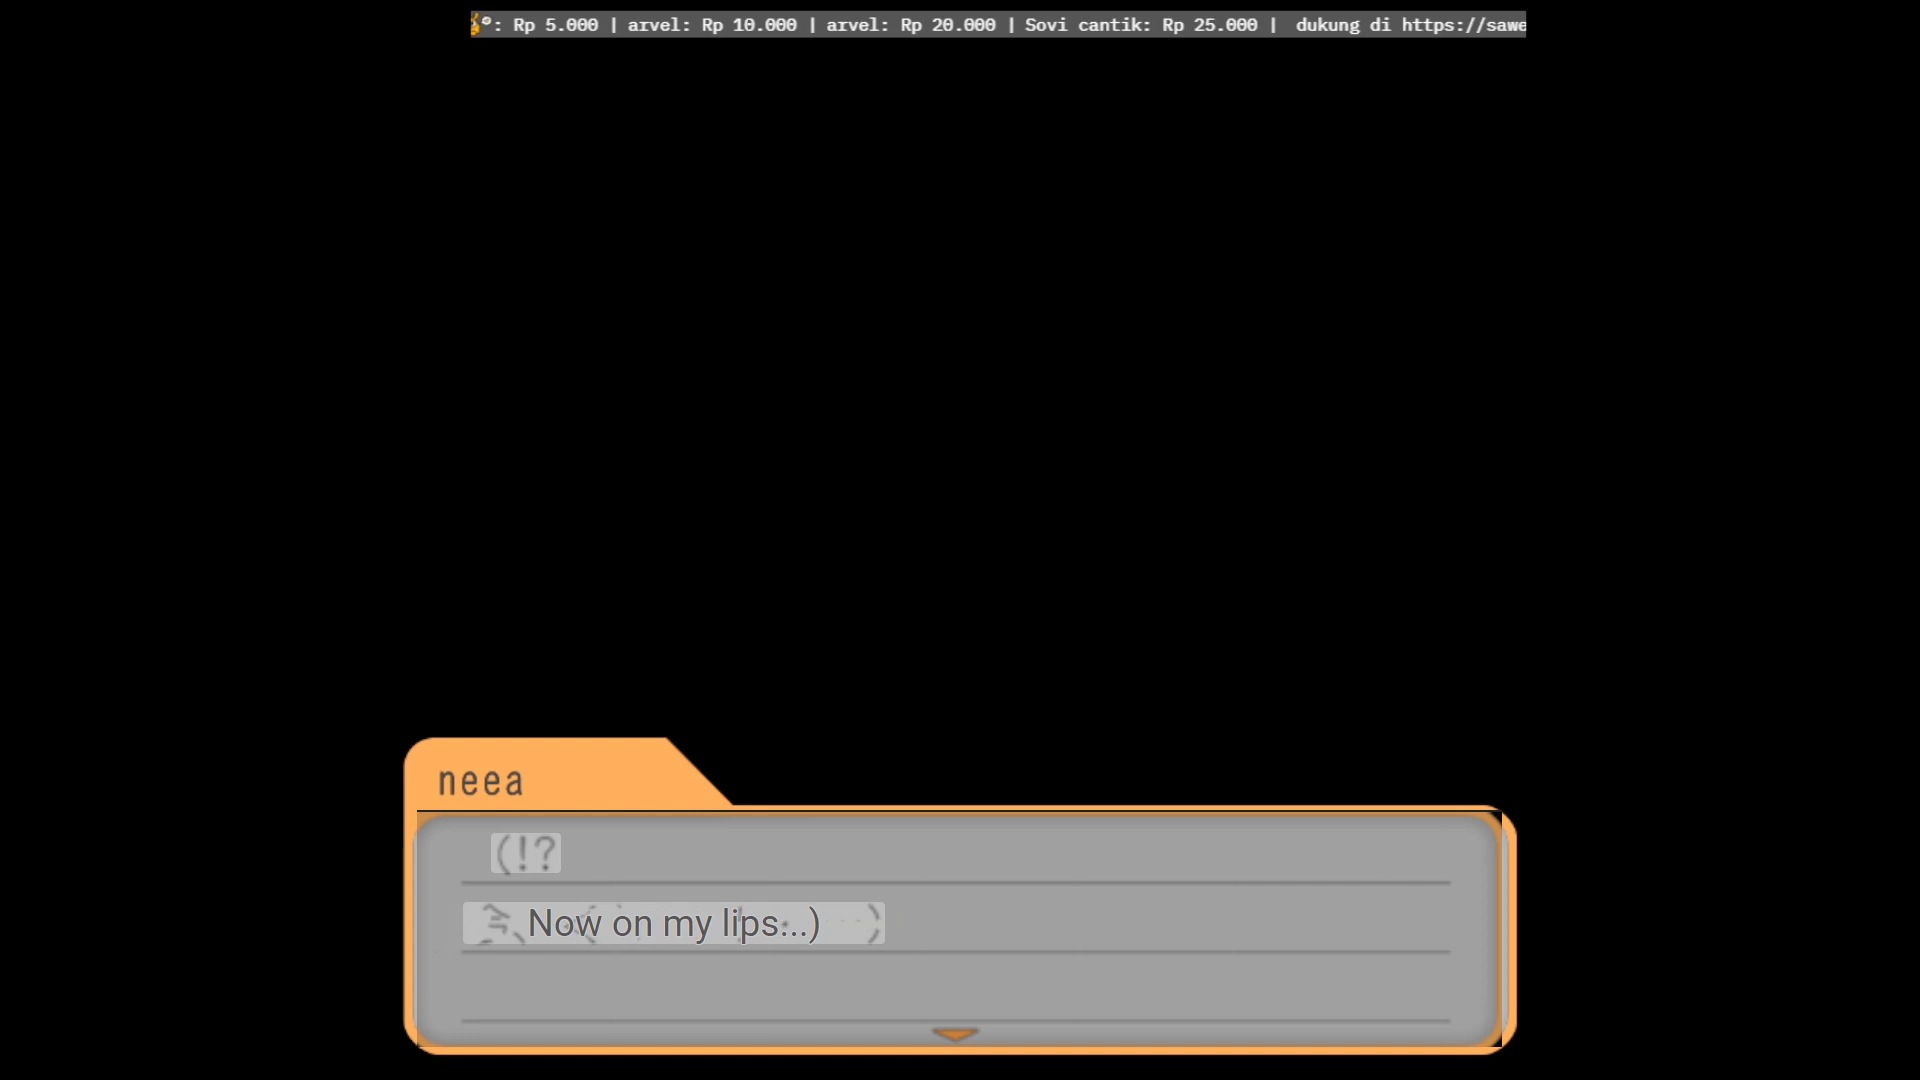 : Rp 5.000 | arvel: Rp 10.000 | arvel: Rp 20.000 | Sovi cantik: Rp 25.000 | dukung di https://sawe
neea
(!?
Now on my lips...)